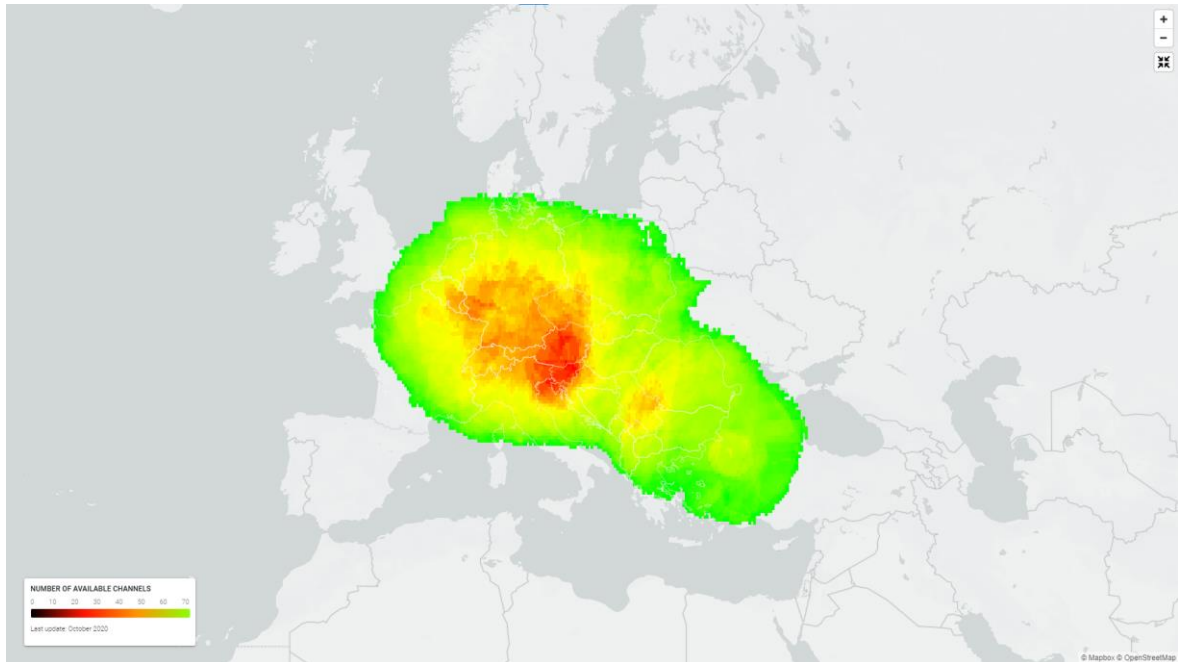 +
−
NUMBER OF AVAILABLE CHANNELS
0 10 20 30 40 50 60 70
Last update: October 2020
© Mapbox © OpenStreetMap